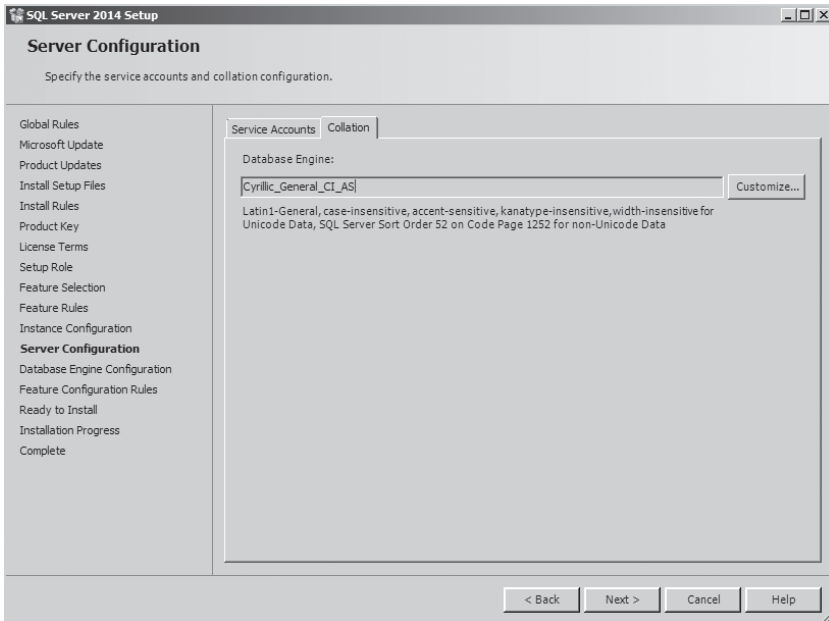 SQL Server 2014 Setup
Server Configuration
Specify the service accounts and collation configuration.
Global Rules
Microsoft Update
Product Updates
Install Setup Files
Install Rules
Product Key
License Terms
Setup Role
Feature Selection
Feature Rules
Instance Configuration
Server Configuration
Database Engine Configuration
Feature Configuration Rules
Ready to Install
Installation Progress
Complete
Service Accounts
Collation
Database Engine:
Cyrillic_General_CI_AS
Customize...
Latin1-General, case-insensitive, accent-sensitive, kanatype-insensitive,width-insensitive for
Unicode Data, SQL Server Sort Order 52 on Code Page 1252 for non-Unicode Data
< Back
Next >
Cancel
Help